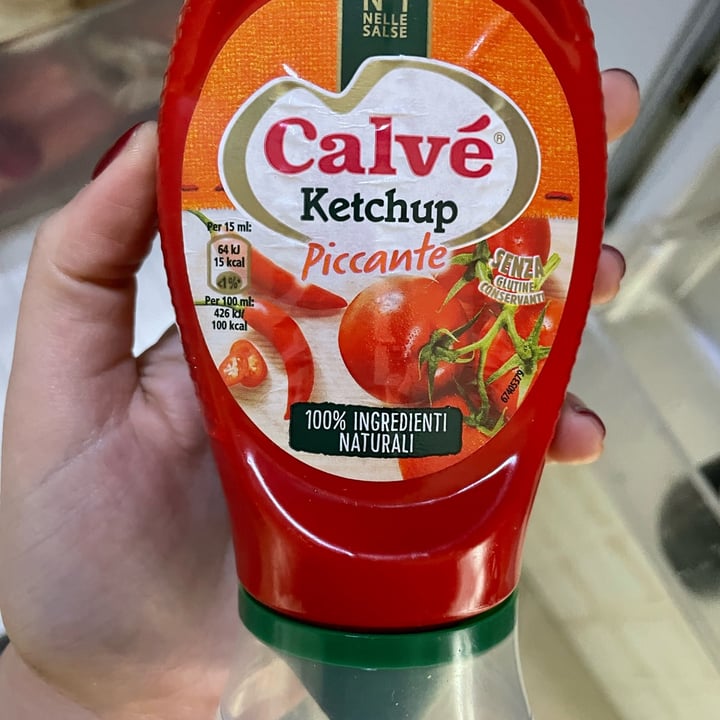 N°1
NELLE
SALSE
Calvé®
Ketchup
Piccante
Per 15 ml:
64 kJ
15 kcal
<1%*
Per 100 ml:
426 kJ/
100 kcal
SENZA
GLUTINE
CONSERVANTI
67405379
100% INGREDIENTI
NATURALI